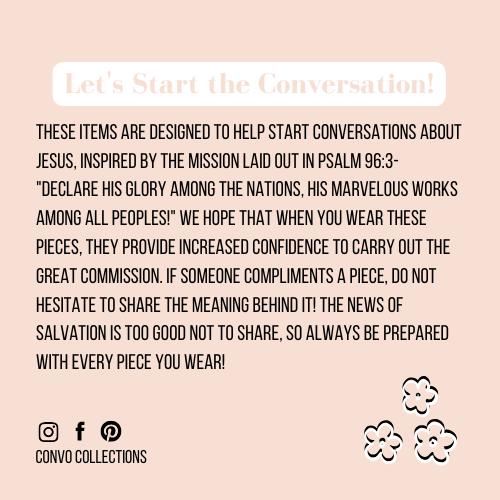 Let's Start the Conversation!
THESE ITEMS ARE DESIGNED TO HELP START CONVERSATIONS ABOUT
JESUS, INSPIRED BY THE MISSION LAID OUT IN PSALM 96:3-
"DECLARE HIS GLORY AMONG THE NATIONS, HIS MARVELOUS WORKS
AMONG ALL PEOPLES!" WE HOPE THAT WHEN YOU WEAR THESE
PIECES, THEY PROVIDE INCREASED CONFIDENCE TO CARRY OUT THE
GREAT COMMISSION. IF SOMEONE COMPLIMENTS A PIECE, DO NOT
HESITATE TO SHARE THE MEANING BEHIND IT! THE NEWS OF
SALVATION IS TOO GOOD NOT TO SHARE, SO ALWAYS BE PREPARED
WITH EVERY PIECE YOU WEAR!
CONVO COLLECTIONS